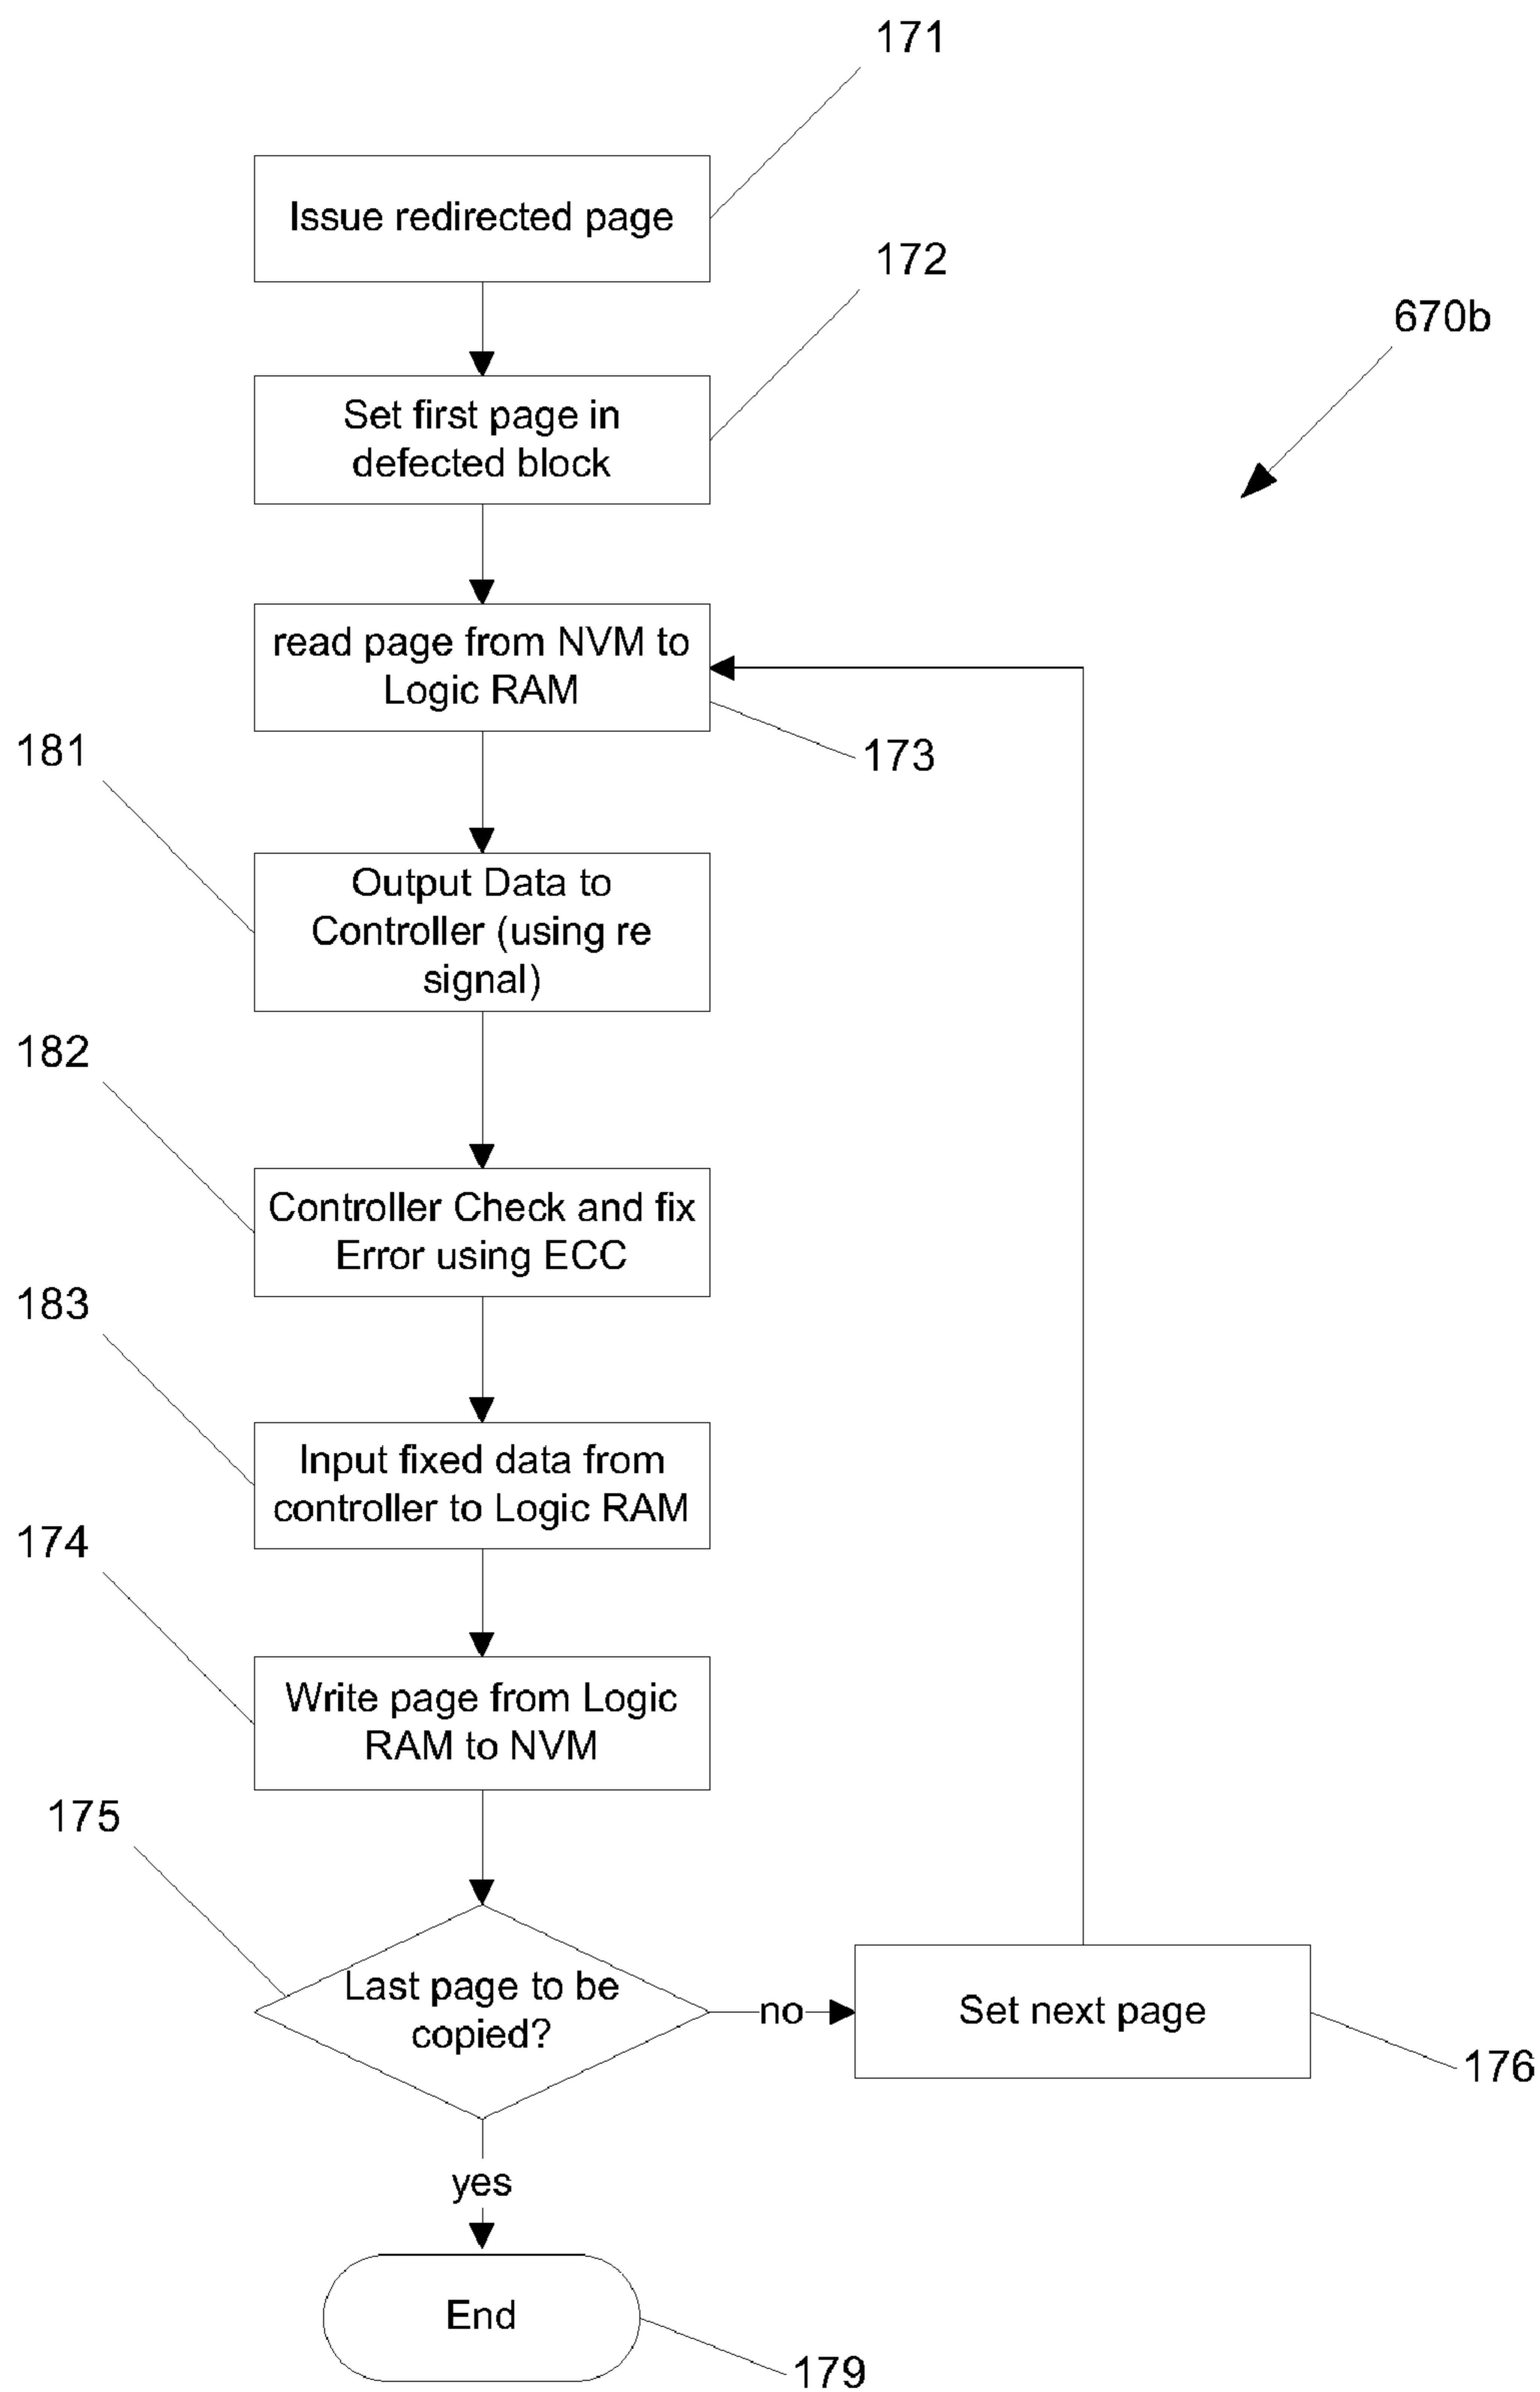 171
Issue redirected page
172
670b
Set first page in
defected block
read page from NVM to
Logic RAM
173
181
Output Data to
Controller (using re
signal)
182
Controller Check and fix
Error using ECC
183
Input fixed data from
controller to Logic RAM
174
Write page from Logic
RAM to NVM
175
Last page to be
copied?
no
Set next page
176
yes
End
179